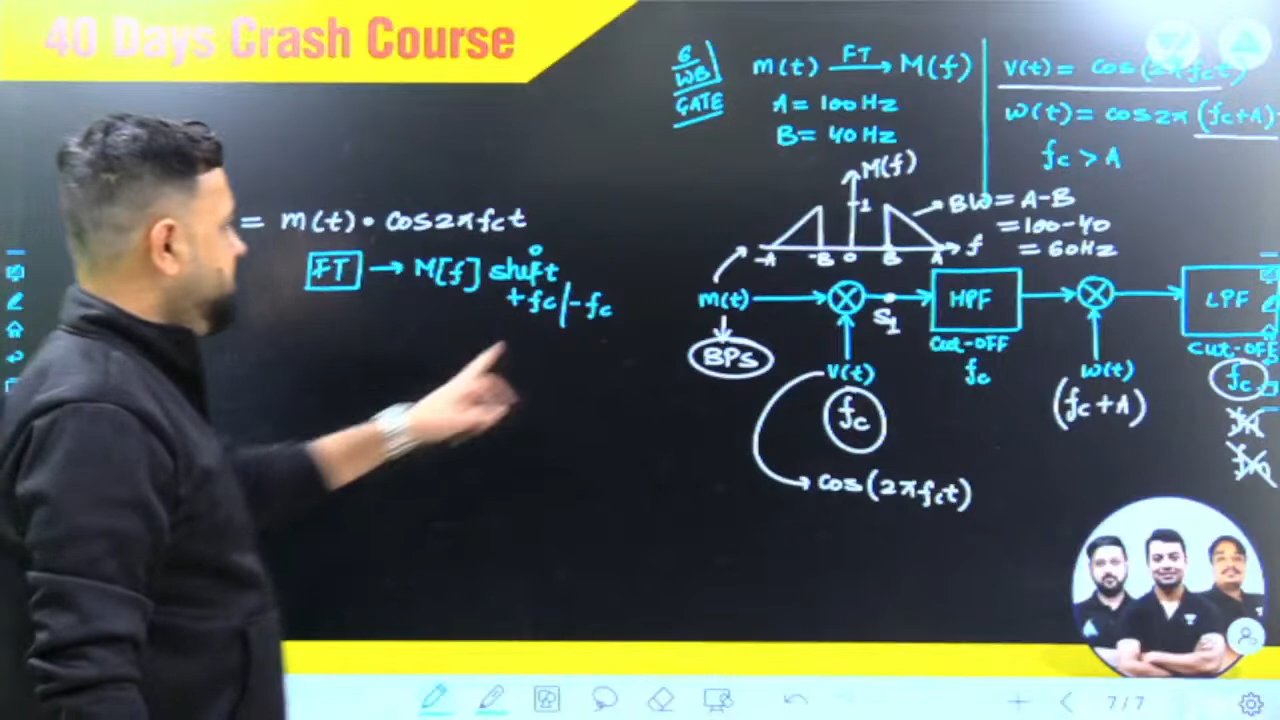 40 Days Crash Course
= m(t) • cos2πfct
FT → M[f] shift
+fc/-fc
6
WB
GATE
m(t) FT→ M(f)
A = 100 Hz
B = 40 Hz
v(t) = cos(2πfct)
w(t) = cos2π(fc+A)
fc > A
M(f)
1
-A -B 0 B A f
BW = A-B
= 100-40
= 60Hz
m(t)
BPS
S1
HPF
Cut-OFF
fc
LPF
Cut-OFF
fc
v(t)
fc
w(t)
(fc+A)
cos(2πfct)
7/7